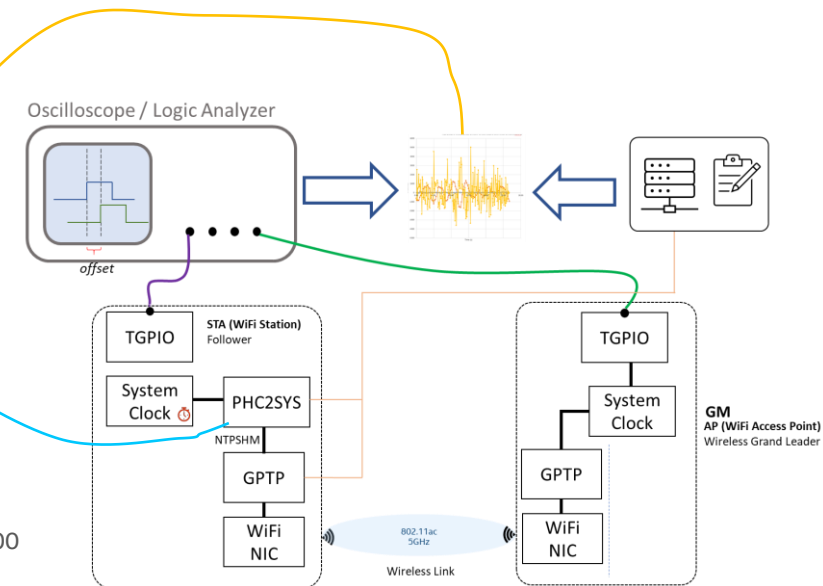 Oscilloscope / Logic Analyzer
offset
TGPIO
STA (WiFi Station)
Follower
System
Clock
PHC2SYS
NTPSHM
GPTP
WiFi
NIC
802.11ac
5GHz
Wireless Link
TGPIO
System
Clock
GM
AP (WiFi Access Point)
Wireless Grand Leader
GPTP
WiFi
NIC
00